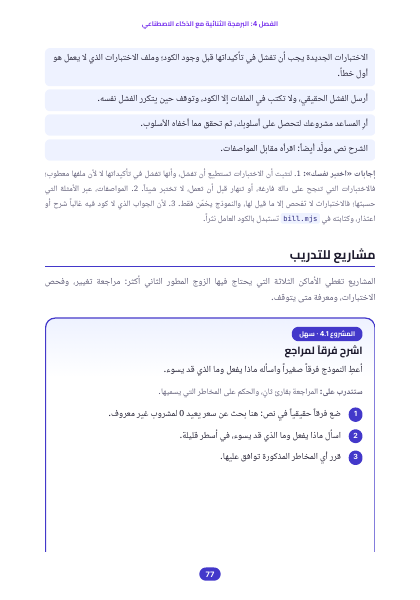 الفصل 4: البرمجة الثنائية مع الذكاء الاصطناعي
الاختبارات الجديدة يجب أن تفشل في تأكيداتها قبل وجود الكود؛ وملف الاختبارات الذي لا يعمل هو
أول خطأ.
أرسل الفشل الحقيقي، ولا تكتب في الملفات إلا الكود، وتوقف حين يتكرر الفشل نفسه.
أرِ المساعد مشروعك لتحصل على أسلوبك، ثم تحقق مما أخفاه الأسلوب.
الشرح نص مولّد أيضاً: اقرأه مقابل المواصفات.
إجابات «اختبر نفسك»: 1. لتثبت أن الاختبارات تستطيع أن تفشل، وأنها تفشل في تأكيداتها لا لأن ملفها معطوب؛
فالاختبارات التي تنجح على دالة فارغة، أو تنهار قبل أن تعمل، لا تختبر شيئاً. 2. المواصفات، عبر الأمثلة التي
حسبتها؛ فالاختبارات لا تفحص إلا ما قيل لها، والنموذج يخمّن فقط. 3. لأن الجواب الذي لا كود فيه غالباً شرح أو
اعتذار، وكتابته في bill.mjs تستبدل بالكود العامل نثراً.
مشاريع للتدريب
المشاريع تغطي الأماكن الثلاثة التي يحتاج فيها الزوج المطور الثاني أكثر: مراجعة تغيير، وفحص
الاختبارات، ومعرفة متى يتوقف.
المشروع 4.1 · سهل
اشرح فرقاً لمراجع
أعطِ النموذج فرقاً صغيراً واسأله ماذا يفعل وما الذي قد يسوء.
ستتدرب على: المراجعة بقارئ ثانٍ، والحكم على المخاطر التي يسميها.
1 ضع فرقاً حقيقياً في نص: هنا بحث عن سعر يعيد 0 لمشروب غير معروف.
2 اسأل ماذا يفعل وما الذي قد يسوء، في أسطر قليلة.
3 قرر أي المخاطر المذكورة توافق عليها.
77